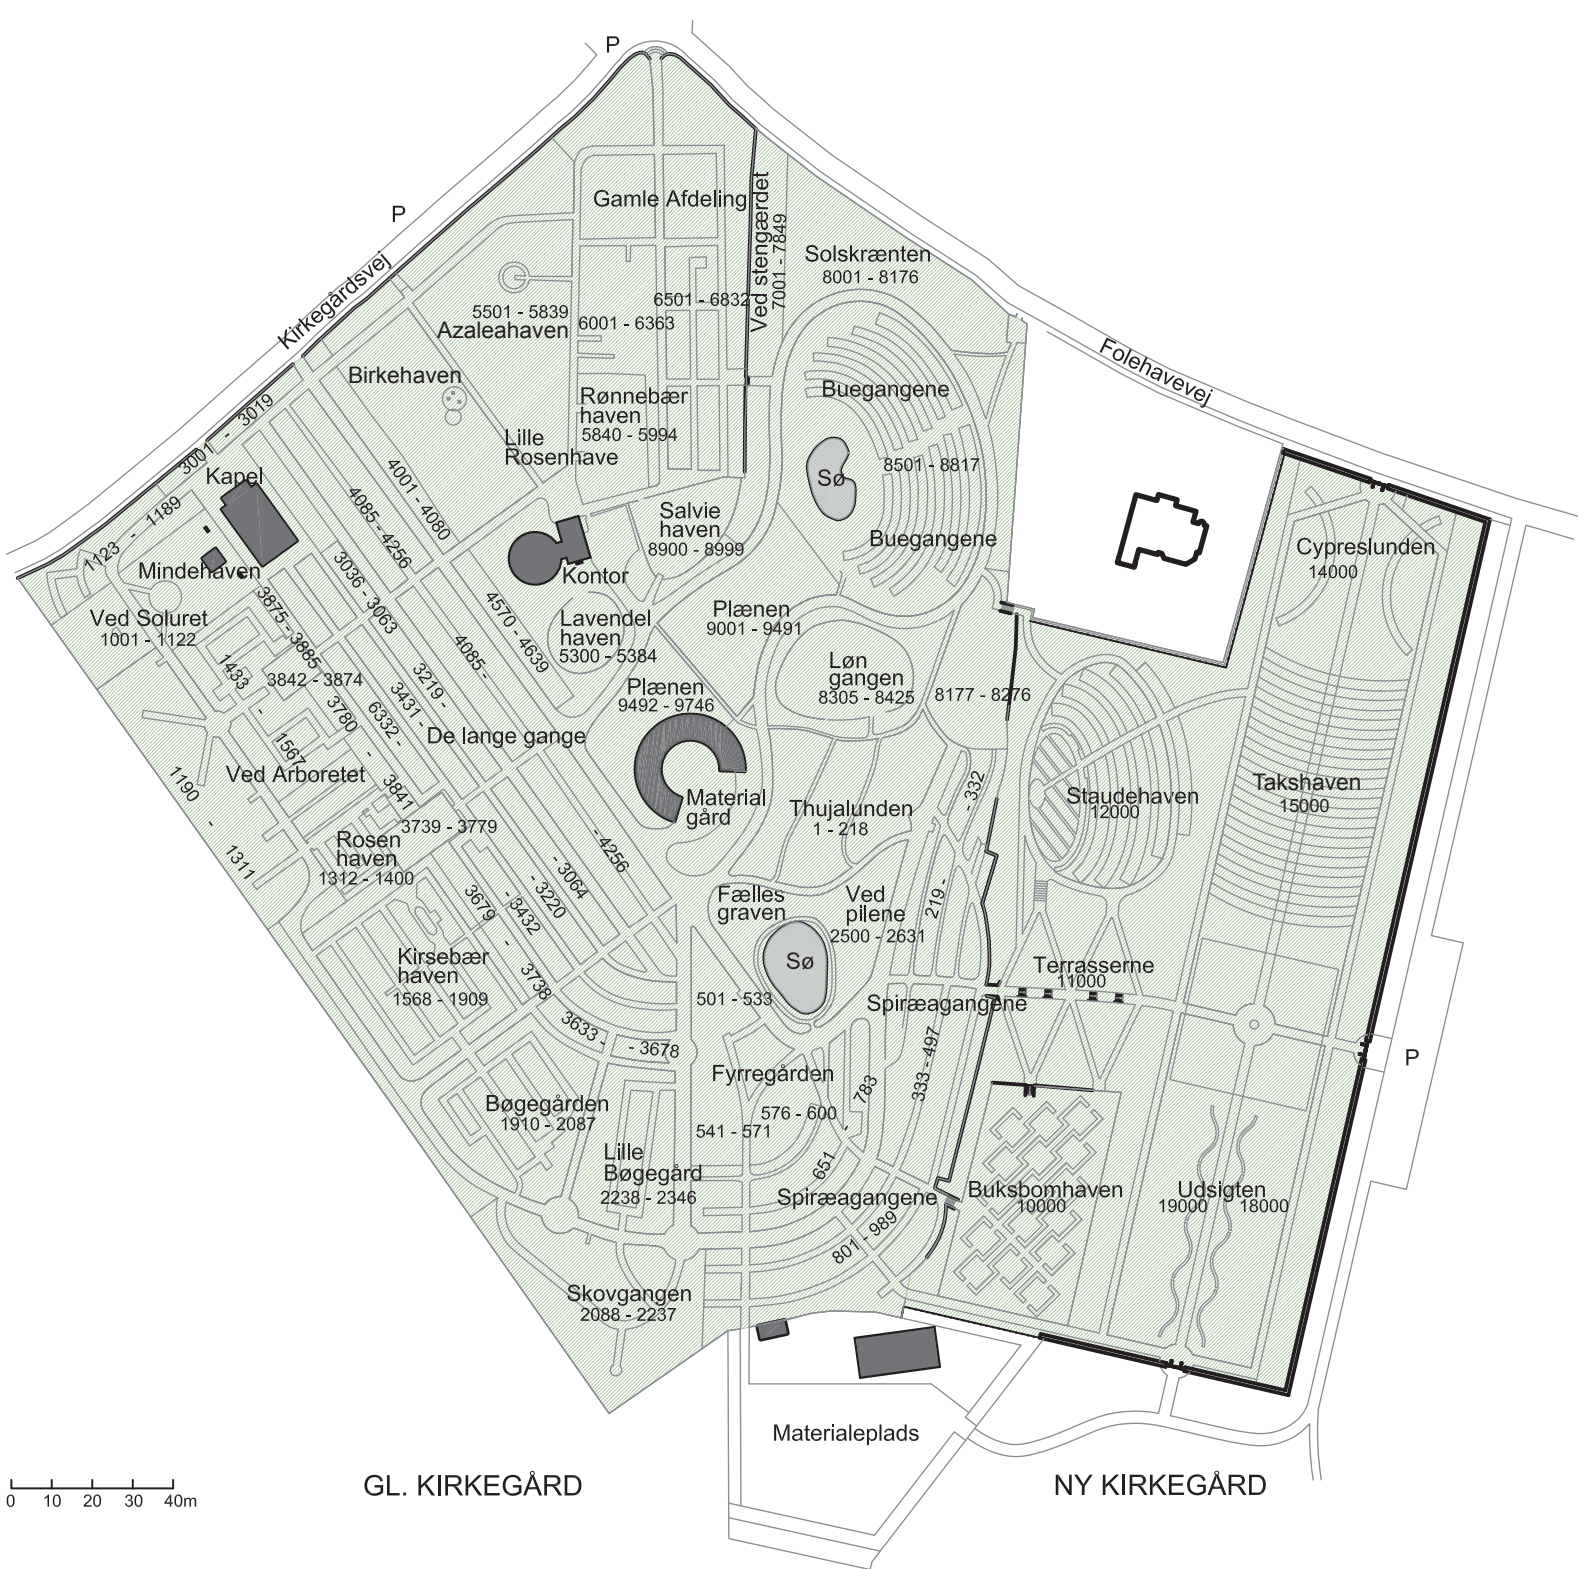 P
P
Kirkegårdsvej
Gamle Afdeling
Ved stengærdet
7001 - 7849
Solskrænten
8001 - 8176
Folehavevej
5501 - 5839
Azaleahaven
6001 - 6363
6501 - 6832
Birkehaven
Rønnebær
haven
5840 - 5994
Lille
Rosenhave
Buegangene
Sø
8501 - 8817
Buegangene
3001 - 3019
Kapel
1123 - 1189
Mindehaven
4001 - 4080
4085 - 4256
3036 - 3063
Salvie
haven
8900 - 8999
Kontor
Cypreslunden
14000
Ved Soluret
1001 - 1122
3875 - 3885
3842 - 3874
4570 - 4639
Lavendel
haven
5300 - 5384
Plænen
9001 - 9491
Løn
gangen
8305 - 8425
8177 - 8276
1433 - 1567
3780 - 3841
6332 -
3431 -
3219 -
4085 -
Plænen
9492 - 9746
De lange gange
Ved Arboretet
1190 - 1311
Material
gård
Thujalunden
1 - 218
- 332
Staudehaven
12000
Takshaven
15000
3739 - 3779
Rosen
haven
1312 - 1400
- 4256
- 3064
- 3220
- 3432
3679 - 3738
Fælles
graven
Ved
pilene
2500 - 2631
219 -
Sø
Kirsebær
haven
1568 - 1909
501 - 533
Spiræagangene
Terrasserne
11000
3633 -
- 3678
333 - 497
P
Fyrregården
576 - 600
541 - 571
651 - 783
Bøgegården
1910 - 2087
Lille
Bøgegård
2238 - 2346
Spiræagangene
801 - 989
Buksbomhaven
10000
Udsigten
19000
18000
Skovgangen
2088 - 2237
Materialeplads
GL. KIRKEGÅRD
NY KIRKEGÅRD
0 10 20 30 40m